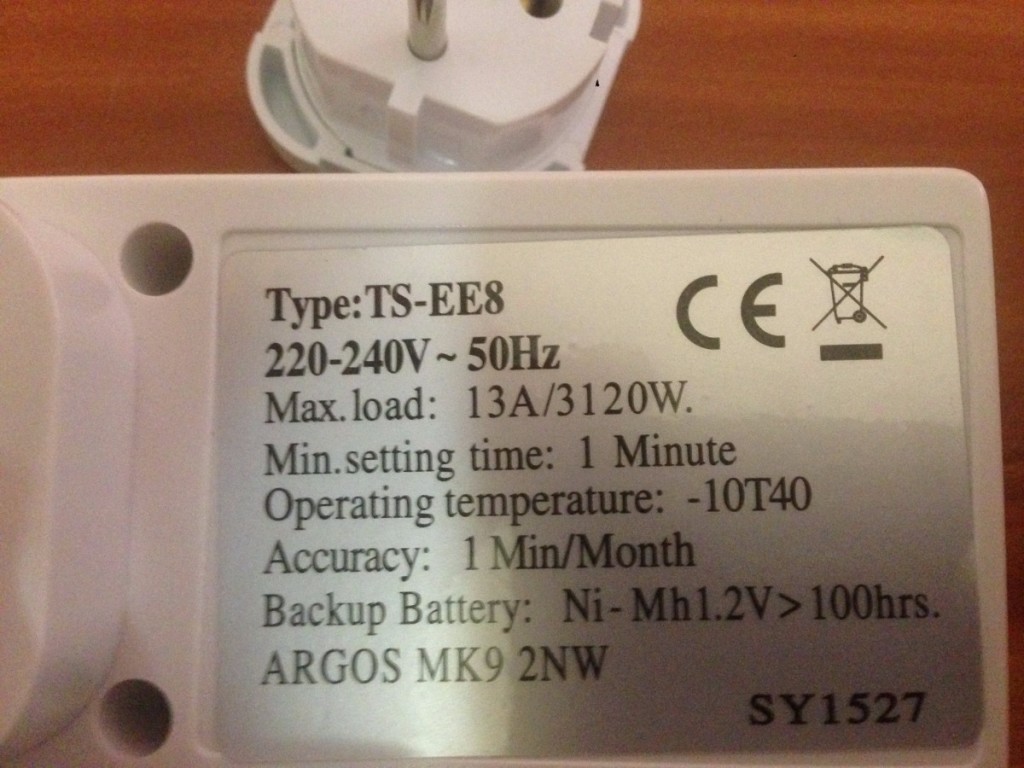 Type:TS-EE8
220-240V~50Hz
Max.load: 13A/3120W.
Min.setting time: 1 Minute
Operating temperature: -10T40
Accuracy: 1 Min/Month
Backup Battery: Ni-Mh1.2V>100hrs.
ARGOS MK9 2NW
SY1527
CE